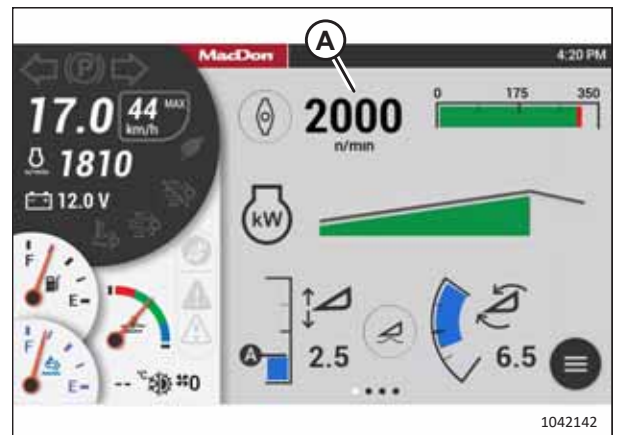 A
MacDon
4:20 PM
P
17.0
44 MAX
km/h
n/min 1810
12.0 V
2000
n/min
0 175 350
kW
F
E
F
E
-- °C 0
A
2.5
6.5
1042142